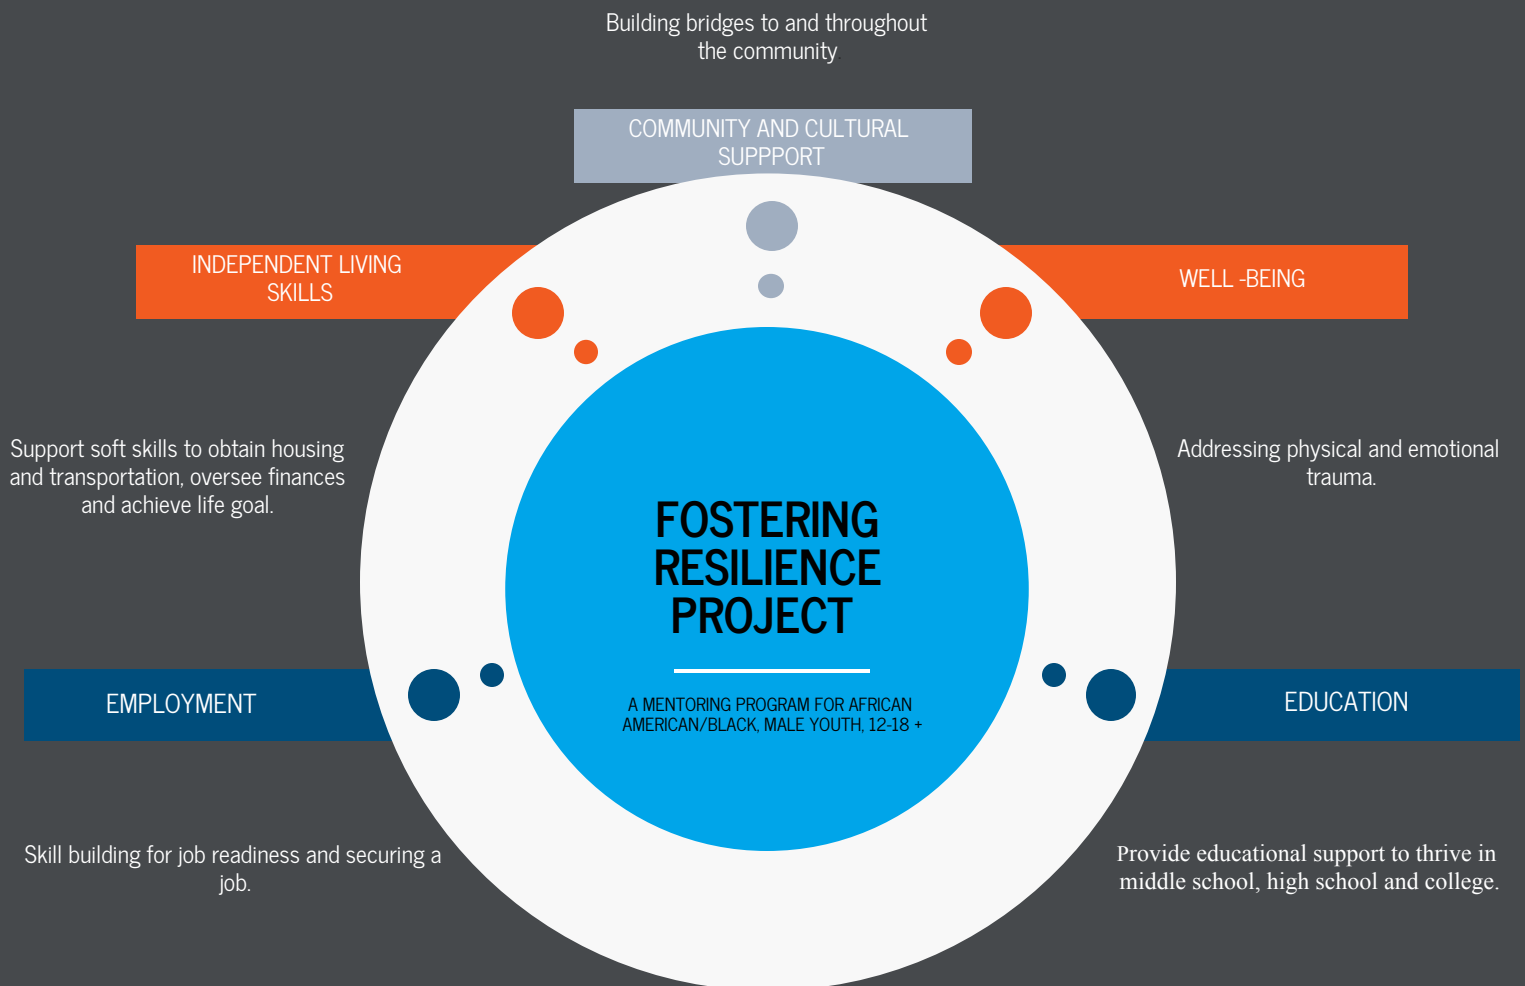 Building bridges to and throughout
the community.
COMMUNITY AND CULTURAL
SUPPPORT
INDEPENDENT LIVING
SKILLS
WELL -BEING
Support soft skills to obtain housing
and transportation, oversee finances
and achieve life goal.
Addressing physical and emotional
trauma.
FOSTERING
RESILIENCE
PROJECT
A MENTORING PROGRAM FOR AFRICAN
AMERICAN/BLACK, MALE YOUTH, 12-18 +
EMPLOYMENT
EDUCATION
Skill building for job readiness and securing a
job.
Provide educational support to thrive in
middle school, high school and college.